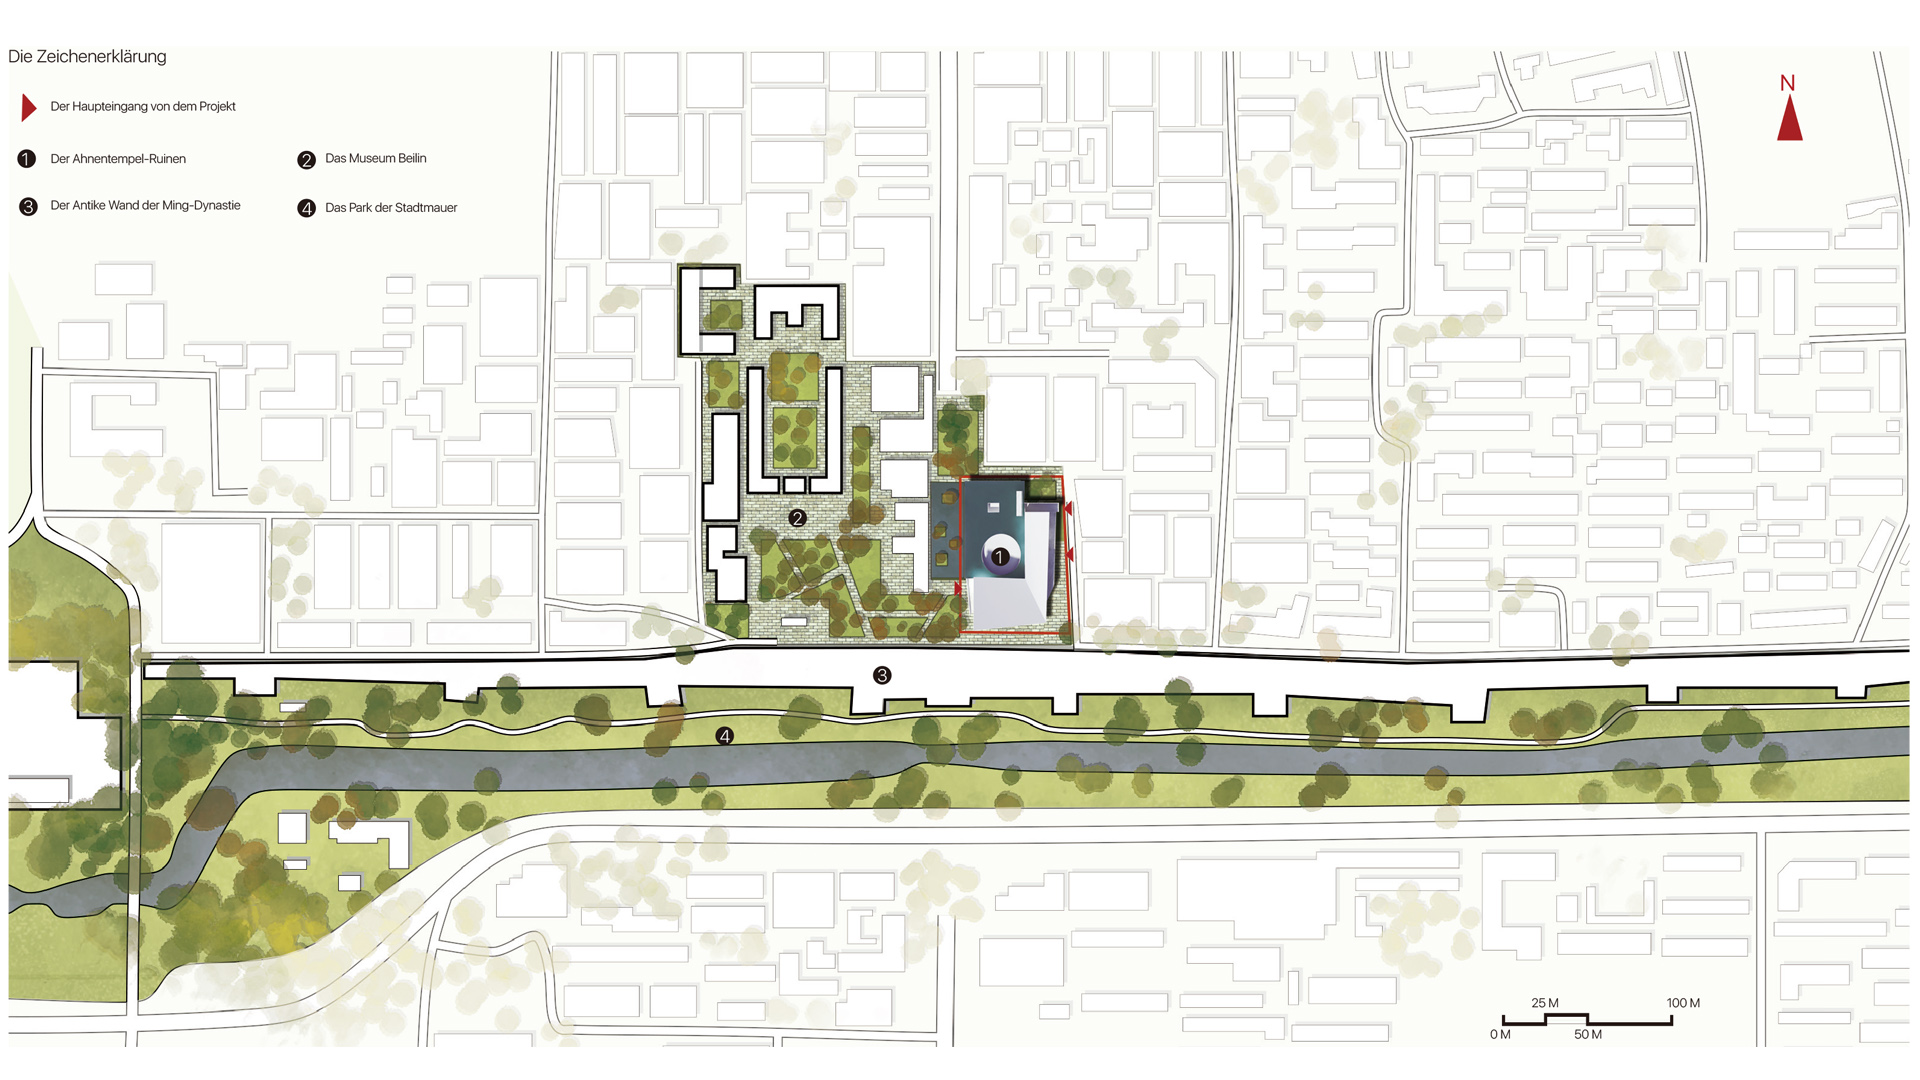 Die Zeichenerklärung
Der Haupteingang von dem Projekt
1 Der Ahnentempel-Ruinen
2 Das Museum Beilin
3 Der Antike Wand der Ming-Dynastie
4 Das Park der Stadtmauer
N
2
1
3
4
25 M 100 M
0 M 50 M